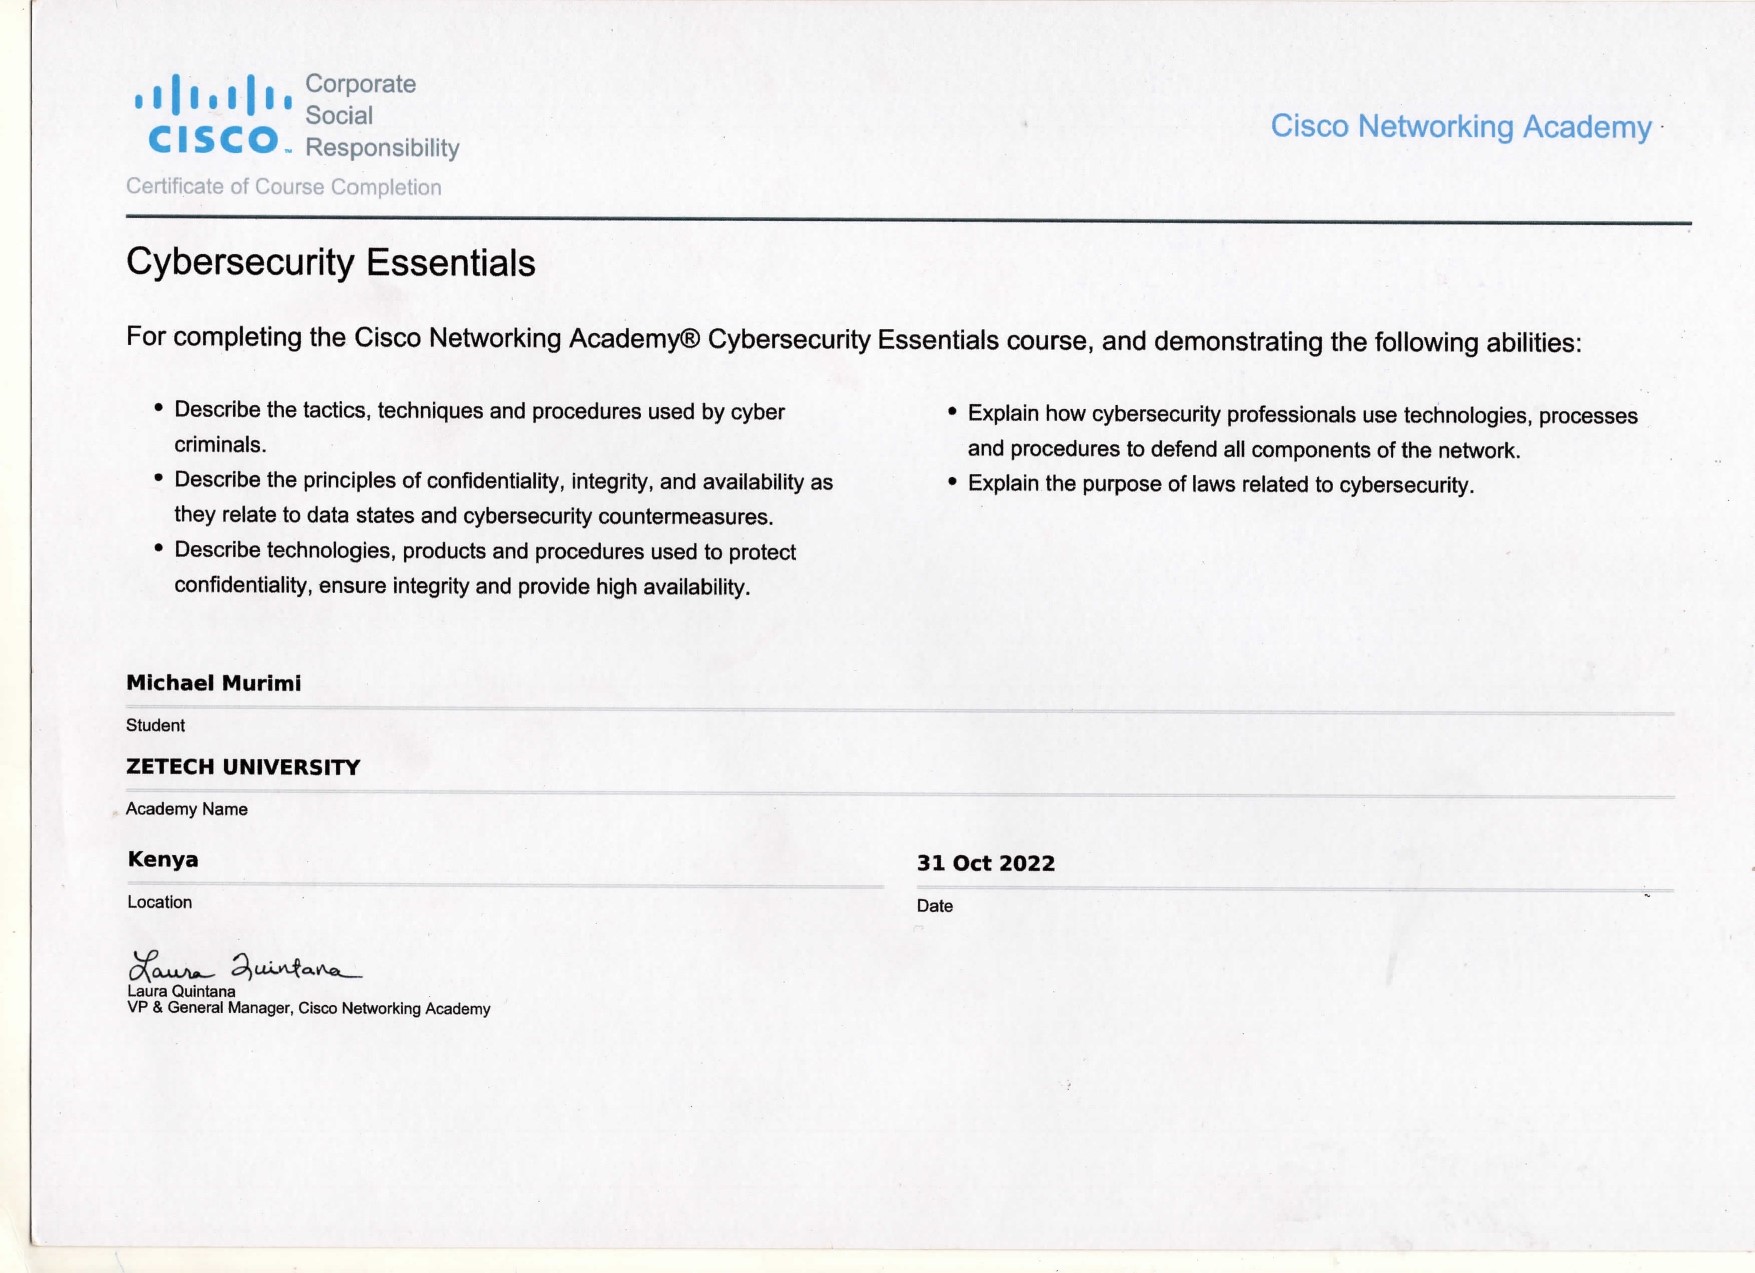 Corporate
Social
CISCO™ Responsibility
Cisco Networking Academy
Certificate of Course Completion
Cybersecurity Essentials
For completing the Cisco Networking Academy® Cybersecurity Essentials course, and demonstrating the following abilities:
• Describe the tactics, techniques and procedures used by cyber
criminals.
• Describe the principles of confidentiality, integrity, and availability as
they relate to data states and cybersecurity countermeasures.
• Describe technologies, products and procedures used to protect
confidentiality, ensure integrity and provide high availability.
• Explain how cybersecurity professionals use technologies, processes
and procedures to defend all components of the network.
• Explain the purpose of laws related to cybersecurity.
Michael Murimi
Student
ZETECH UNIVERSITY
Academy Name
Kenya
Location
31 Oct 2022
Date
Laura Quintana
Laura Quintana
VP & General Manager, Cisco Networking Academy